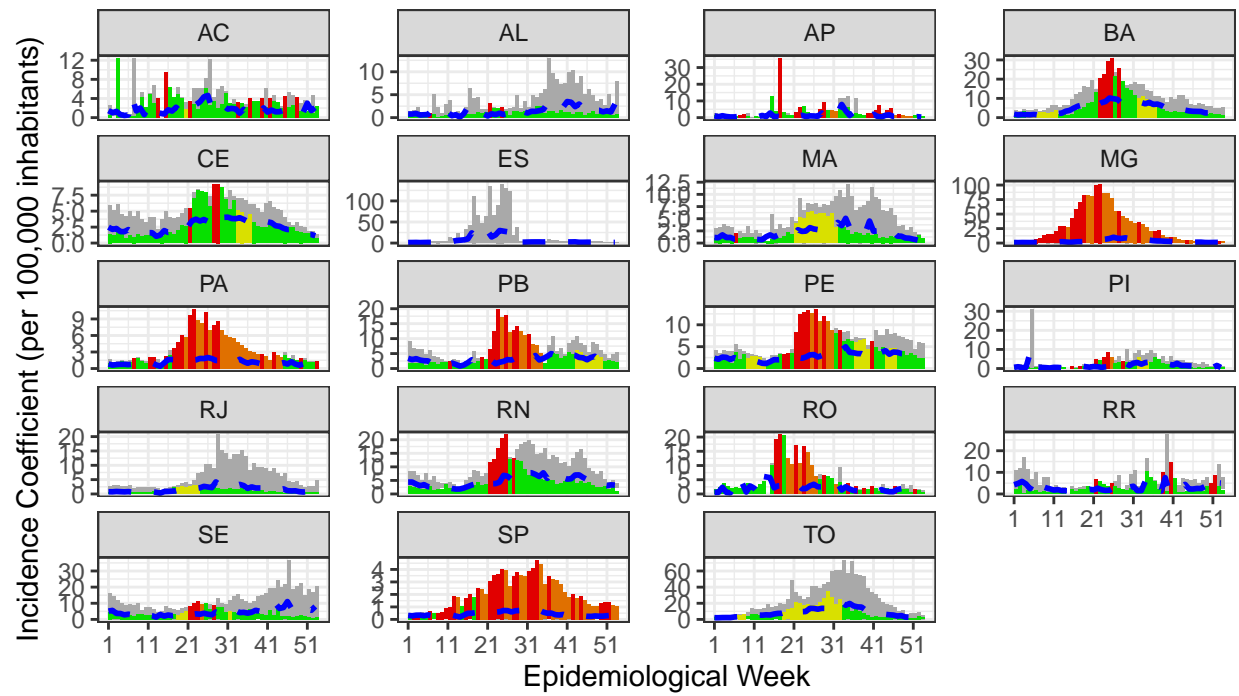 Incidence Coefficient (per 100,000 inhabitants)
AC AL AP BA
12 8 4 0
10 5 0
30 20 10 0
30 20 10 0
CE ES MA MG
7.5 5.0 2.5 0.0
100 50 0
12.5 10.0 7.5 5.0 2.5 0.0
100 75 50 25 0
PA PB PE PI
9 6 3 0
20 15 10 5 0
10 5 0
30 20 10 0
RJ RN RO RR
20 15 10 5 0
20 15 10 5 0
20 15 10 5 0
20 10 0
1 11 21 31 41 51
SE SP TO
30 20 10 0
4 3 2 1 0
60 40 20 0
1 11 21 31 41 51
1 11 21 31 41 51
1 11 21 31 41 51
Epidemiological Week